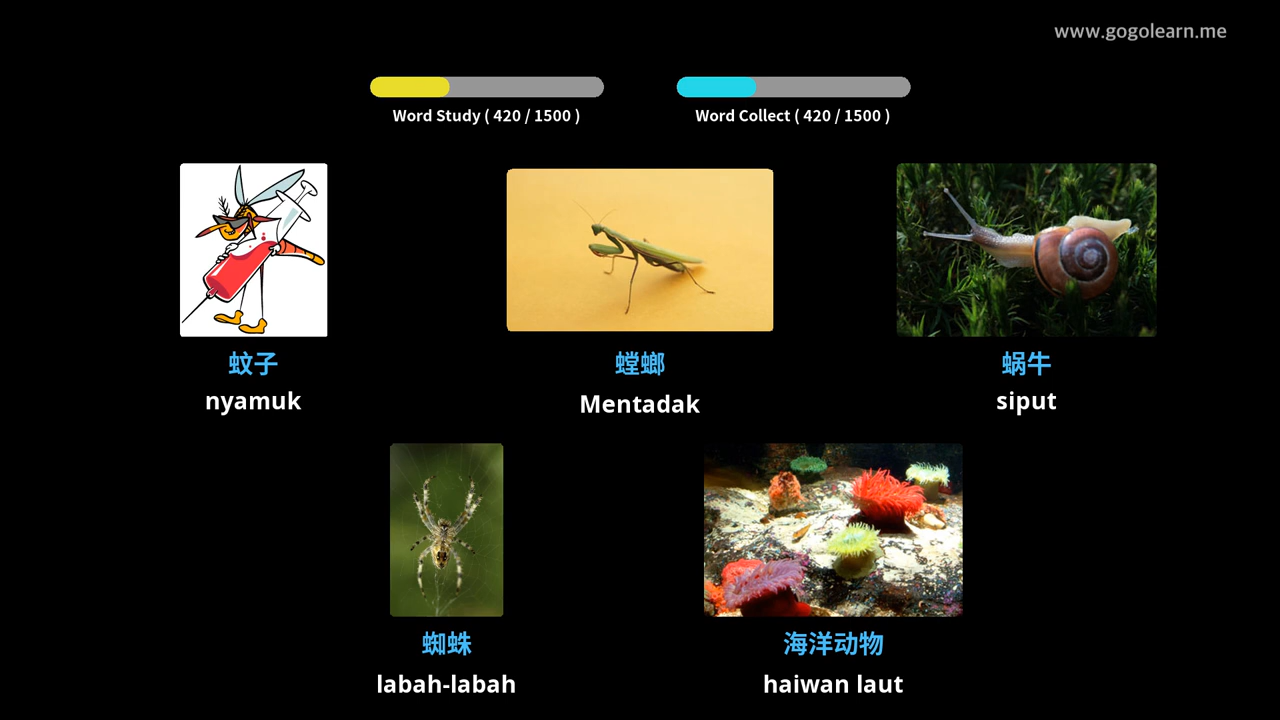 www.gogolearn.me
Word Study ( 420 / 1500 )
Word Collect ( 420 / 1500 )
蚊子
nyamuk
螳螂
Mentadak
蜗牛
siput
蜘蛛
labah-labah
海洋动物
haiwan laut